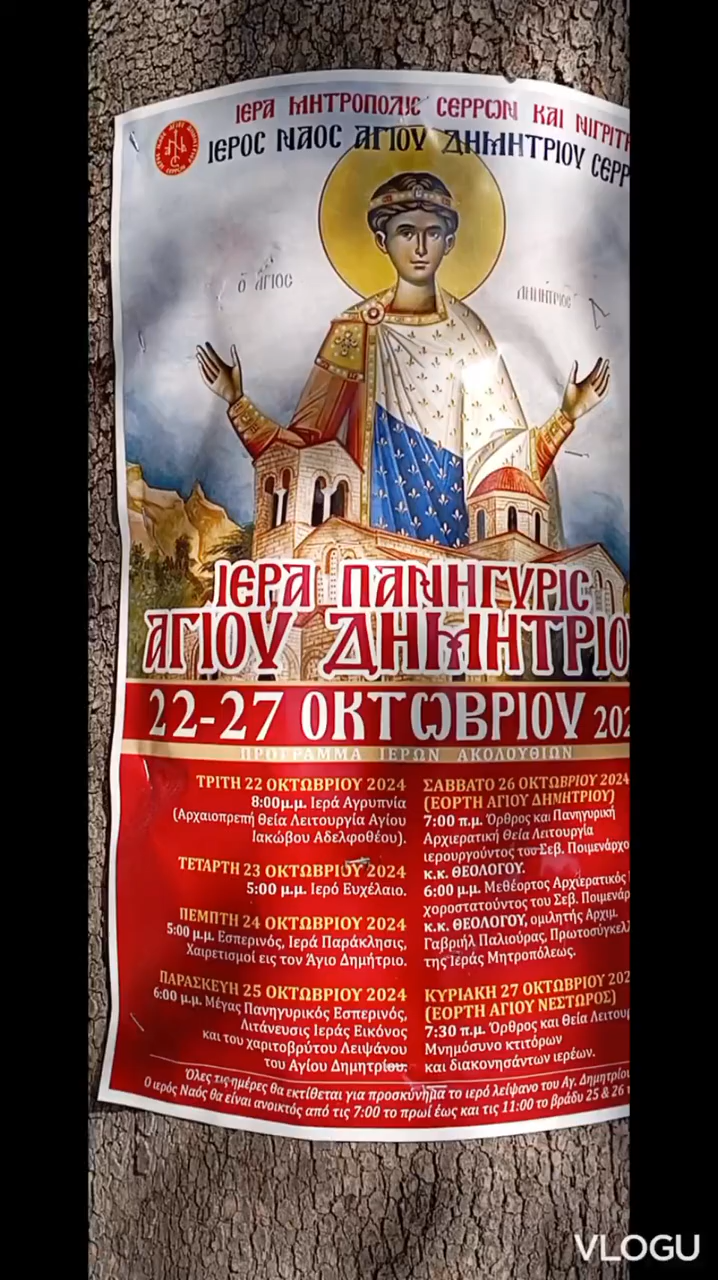 ΙΕΡΑ ΜΗΤΡΟΠΟΛΙΣ ΣΕΡΡΩΝ ΚΑΙ ΝΙΓΡΙΤ
ΙΕΡΟΣ ΝΑΟΣ ΑΓΙΟΥ ΔΗΜΗΤΡΙΟΥ ΣΕΡΡ
Ὁ ἍΓΙΟΣ
ΔΗΜΗΤΡΙΟΣ
ΙΕΡΑ ΠΑΝΗΓΥΡΙΣ
ΑΓΙΟΥ ΔΗΜΗΤΡΙΟΥ
22-27 ΟΚΤΩΒΡΙΟΥ 202
ΠΡΟΓΡΑΜΜΑ ΙΕΡΩΝ ΑΚΟΛΟΥΘΙΩΝ
ΤΡΙΤΗ 22 ΟΚΤΩΒΡΙΟΥ 2024
8:00μ.μ. Ιερά Αγρυπνία
(Αρχαιοπρεπή Θεία Λειτουργία Αγίου
Ιακώβου Αδελφοθέου).
ΤΕΤΑΡΤΗ 23 ΟΚΤΩΒΡΙΟΥ 2024
5:00 μ.μ. Ιερό Ευχέλαιο.
ΠΕΜΠΤΗ 24 ΟΚΤΩΒΡΙΟΥ 2024
5:00 μ.μ. Εσπερινός, Ιερά Παράκλησις,
Χαιρετισμοί εις τον Άγιο Δημήτριο.
ΠΑΡΑΣΚΕΥΗ 25 ΟΚΤΩΒΡΙΟΥ 2024
6:00 μ.μ. Μέγας Πανηγυρικός Εσπερινός,
Λιτάνευσις Ιεράς Εικόνος
και του χαριτοβρύτου Λειψάνου
του Αγίου Δημητρίου.
ΣΑΒΒΑΤΟ 26 ΟΚΤΩΒΡΙΟΥ 2024
(ΕΟΡΤΗ ΑΓΙΟΥ ΔΗΜΗΤΡΙΟΥ)
7:00 π.μ. Όρθρος και Πανηγυρική
Αρχιερατική Θεία Λειτουργία
ιερουργούντος του Σεβ. Ποιμενάρχο
κ.κ. ΘΕΟΛΟΓΟΥ.
6:00 μ.μ. Μεθέορτος Αρχιερατικός
χοροστατούντος του Σεβ. Ποιμενάρ
κ.κ. ΘΕΟΛΟΓΟΥ, ομιλητής Αρχιμ.
Γαβριήλ Παλιούρας, Πρωτοσύγκελλ
της Ιεράς Μητροπόλεως.
ΚΥΡΙΑΚΗ 27 ΟΚΤΩΒΡΙΟΥ 202
(ΕΟΡΤΗ ΑΓΙΟΥ ΝΕΣΤΩΡΟΣ)
7:30 π.μ. Όρθρος και Θεία Λειτουρ
Μνημόσυνο κτιτόρων
και διακονησάντων ιερέων.
Όλες τις ημέρες θα εκτίθεται για προσκύνημα το ιερό λείψανο του Αγ. Δημητρίου
Ο ιερός Ναός θα είναι ανοικτός από τις 7:00 το πρωί έως και τις 11:00 το βράδυ 25 & 26
VLOGU